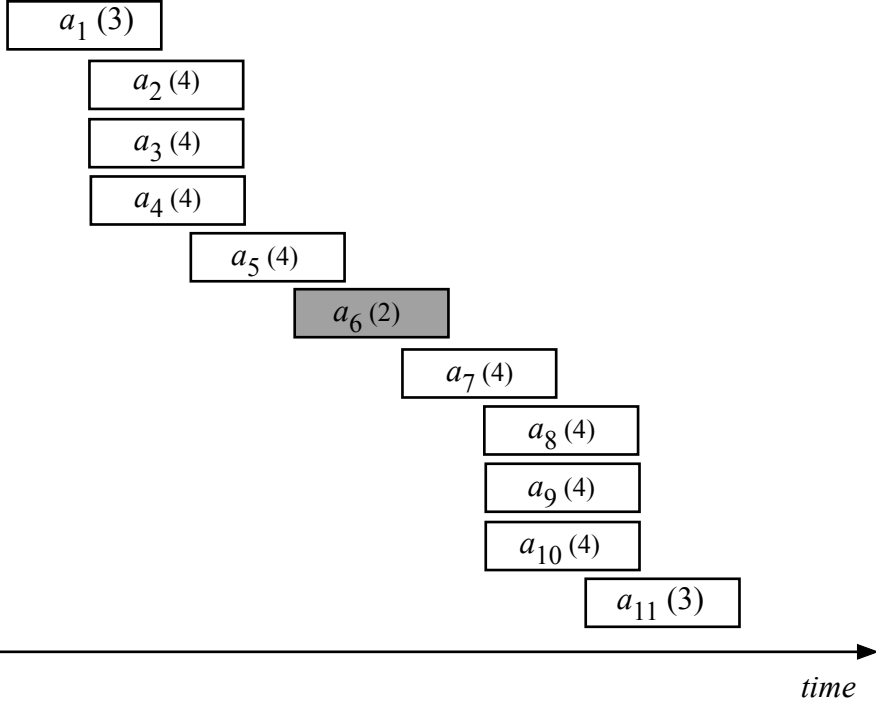 a1 (3)
a2 (4)
a3 (4)
a4 (4)
a5 (4)
a6 (2)
a7 (4)
a8 (4)
a9 (4)
a10 (4)
a11 (3)
time